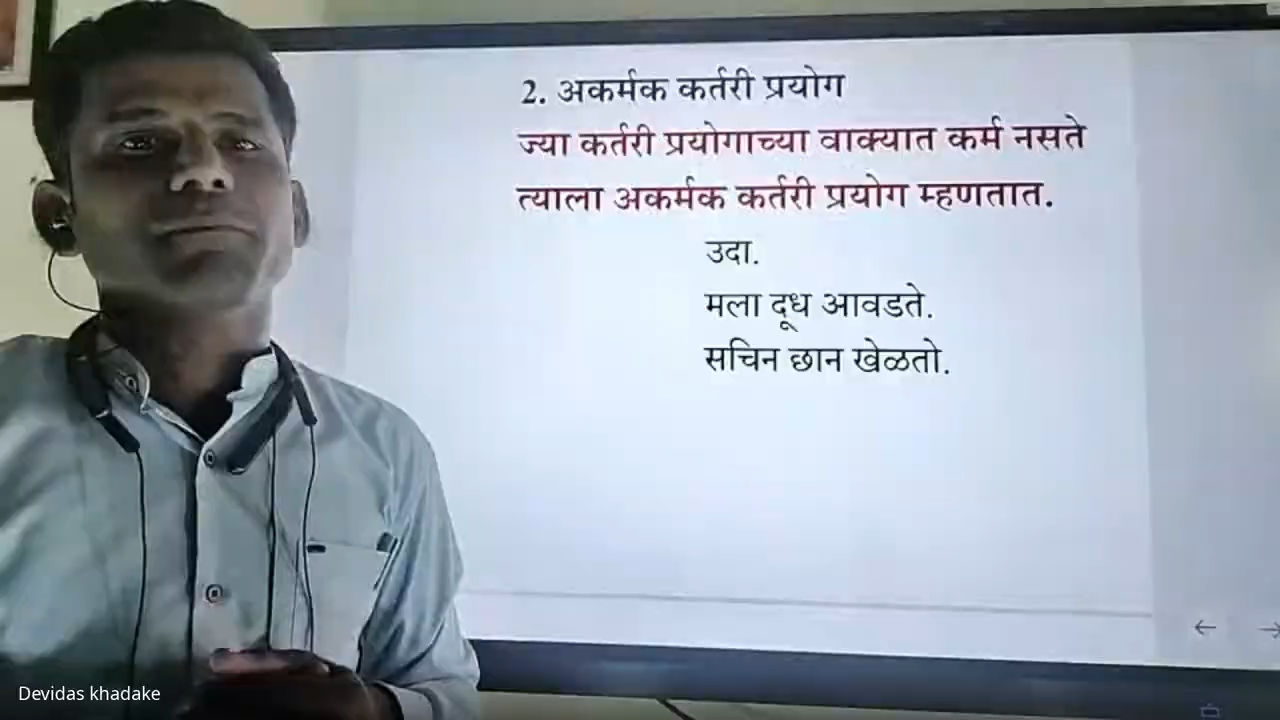 2. अकर्मक कर्तरी प्रयोग
ज्या कर्तरी प्रयोगाच्या वाक्यात कर्म नसते
त्याला अकर्मक कर्तरी प्रयोग म्हणतात.
उदा.
मला दूध आवडते.
सचिन छान खेळतो.
Devidas khadake